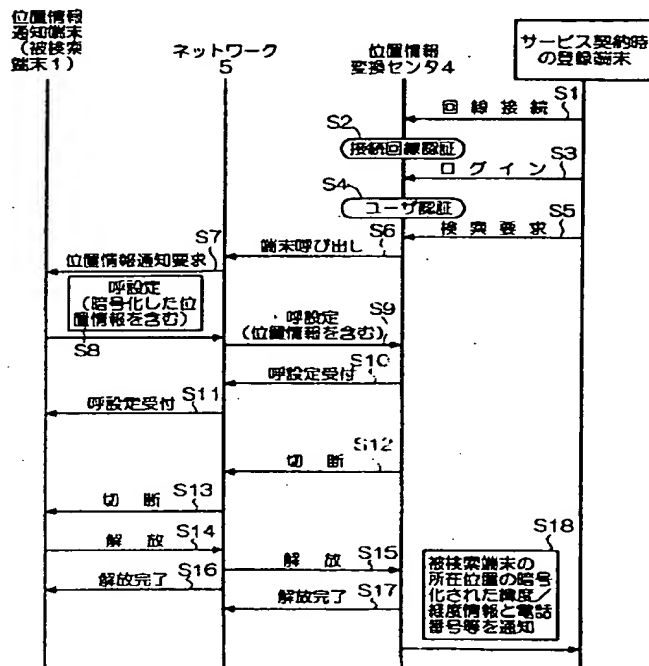 位置情報
通知端末
(被検索
端末1)
ネットワーク
5
位置情報
変換センタ4
サービス契約時
の登録端末
S1
回線接続
S2
接続回線認証
S3
ログイン
S4
ユーザ認証
S5
検索要求
S6
端末呼び出し
S7
位置情報通知要求
呼設定
(暗号化した位
置情報を含む)
S8
S9
呼設定
(位置情報を含む)
S10
呼設定受付
S11
呼設定受付
S12
切断
S13
切断
S14
解放
S15
解放
S16
解放完了
S17
解放完了
S18
被検索端末の
所在位置の暗号
化された緯度/
経度情報と電話
番号等を通知